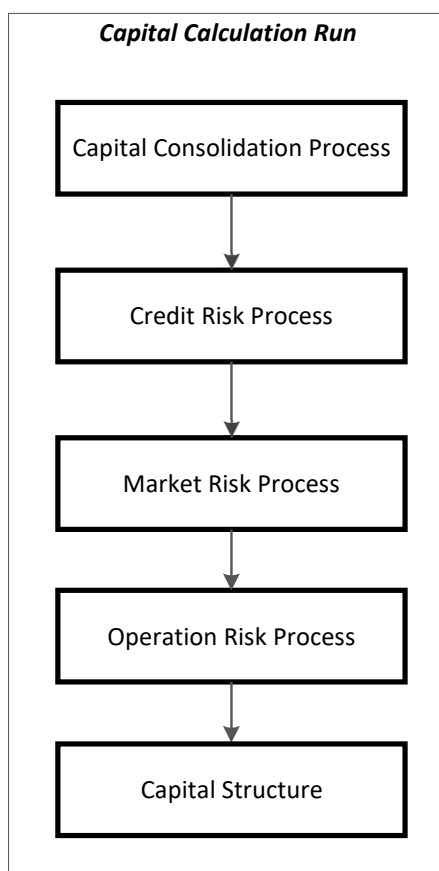 Capital Calculation Run
Capital Consolidation Process
Credit Risk Process
Market Risk Process
Operation Risk Process
Capital Structure